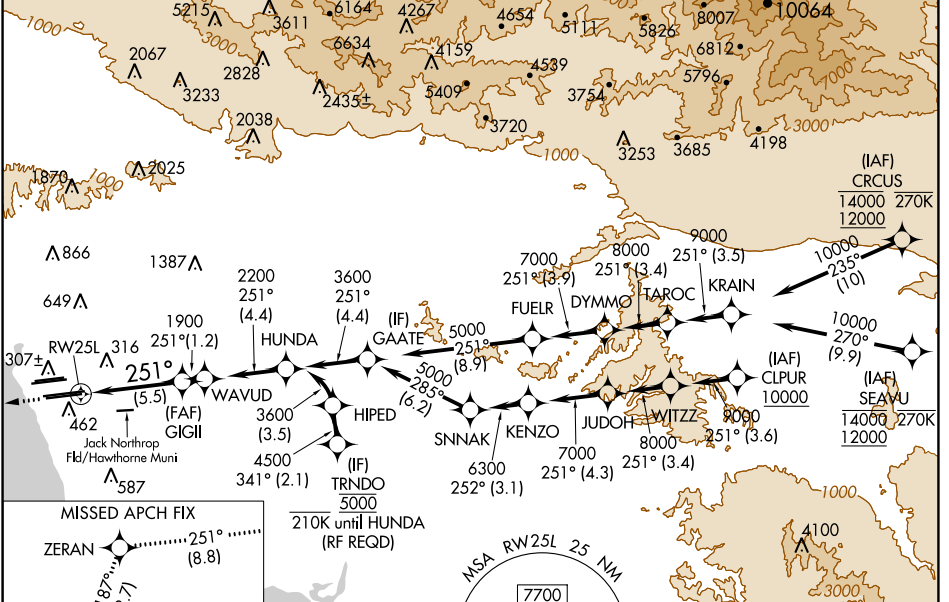 5215
3611
6164
4267
4654
5111
5826
8007
10064
1000
2000
2067
2828
6634
4159
4539
6812
7000
3233
2435±
5409
3754
5796
2038
3720
3253
3685
4198
3000
1000
1870
1000
2025
(IAF)
CRCUS
14000 270K
12000
866
1387
649
9000
251° (3.5)
8000
251° (3.4)
7000
251° (3.9)
10000
235°
(10)
KRAIN
TAROC
DYMMO
FUELR
2200
251°
(4.4)
3600
251°
(4.4)
1900
251°(1.2)
(IF)
GAATE
5000
251°
(8.9)
10000
270°
(9.9)
HUNDA
RW25L
316
307±
251°
(5.5)
WAVUD
(FAF)
GIGII
462
Jack Northrop
Fld/Hawthorne Muni
5000
285°
(6.2)
(IAF)
CLPUR
10000
(IAF)
SEAVU
14000 270K
12000
3600
(3.5)
HIPED
SNNAK
KENZO
JUDOH
WITZZ
9000
251° (3.6)
8000
251° (3.4)
7000
251° (4.3)
6300
252° (3.1)
4500
341° (2.1)
(IF)
TRNDO
5000
210K until HUNDA
(RF REQD)
587
1000
4100
3000
MISSED APCH FIX
ZERAN
251°
(8.8)
MSA RW25L 25 NM
7700